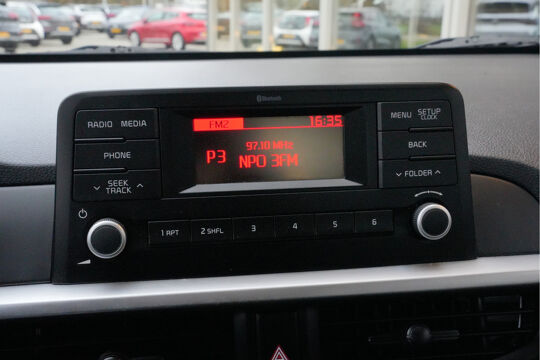 Bluetooth
RADIO MEDIA
FM2 16:35
MENU SETUP
CLOCK
PHONE
97.10 MHz
P3 NPO 3FM
BACK
SEEK
TRACK
FOLDER
1 APT 2 SHFL 3 4 5 6